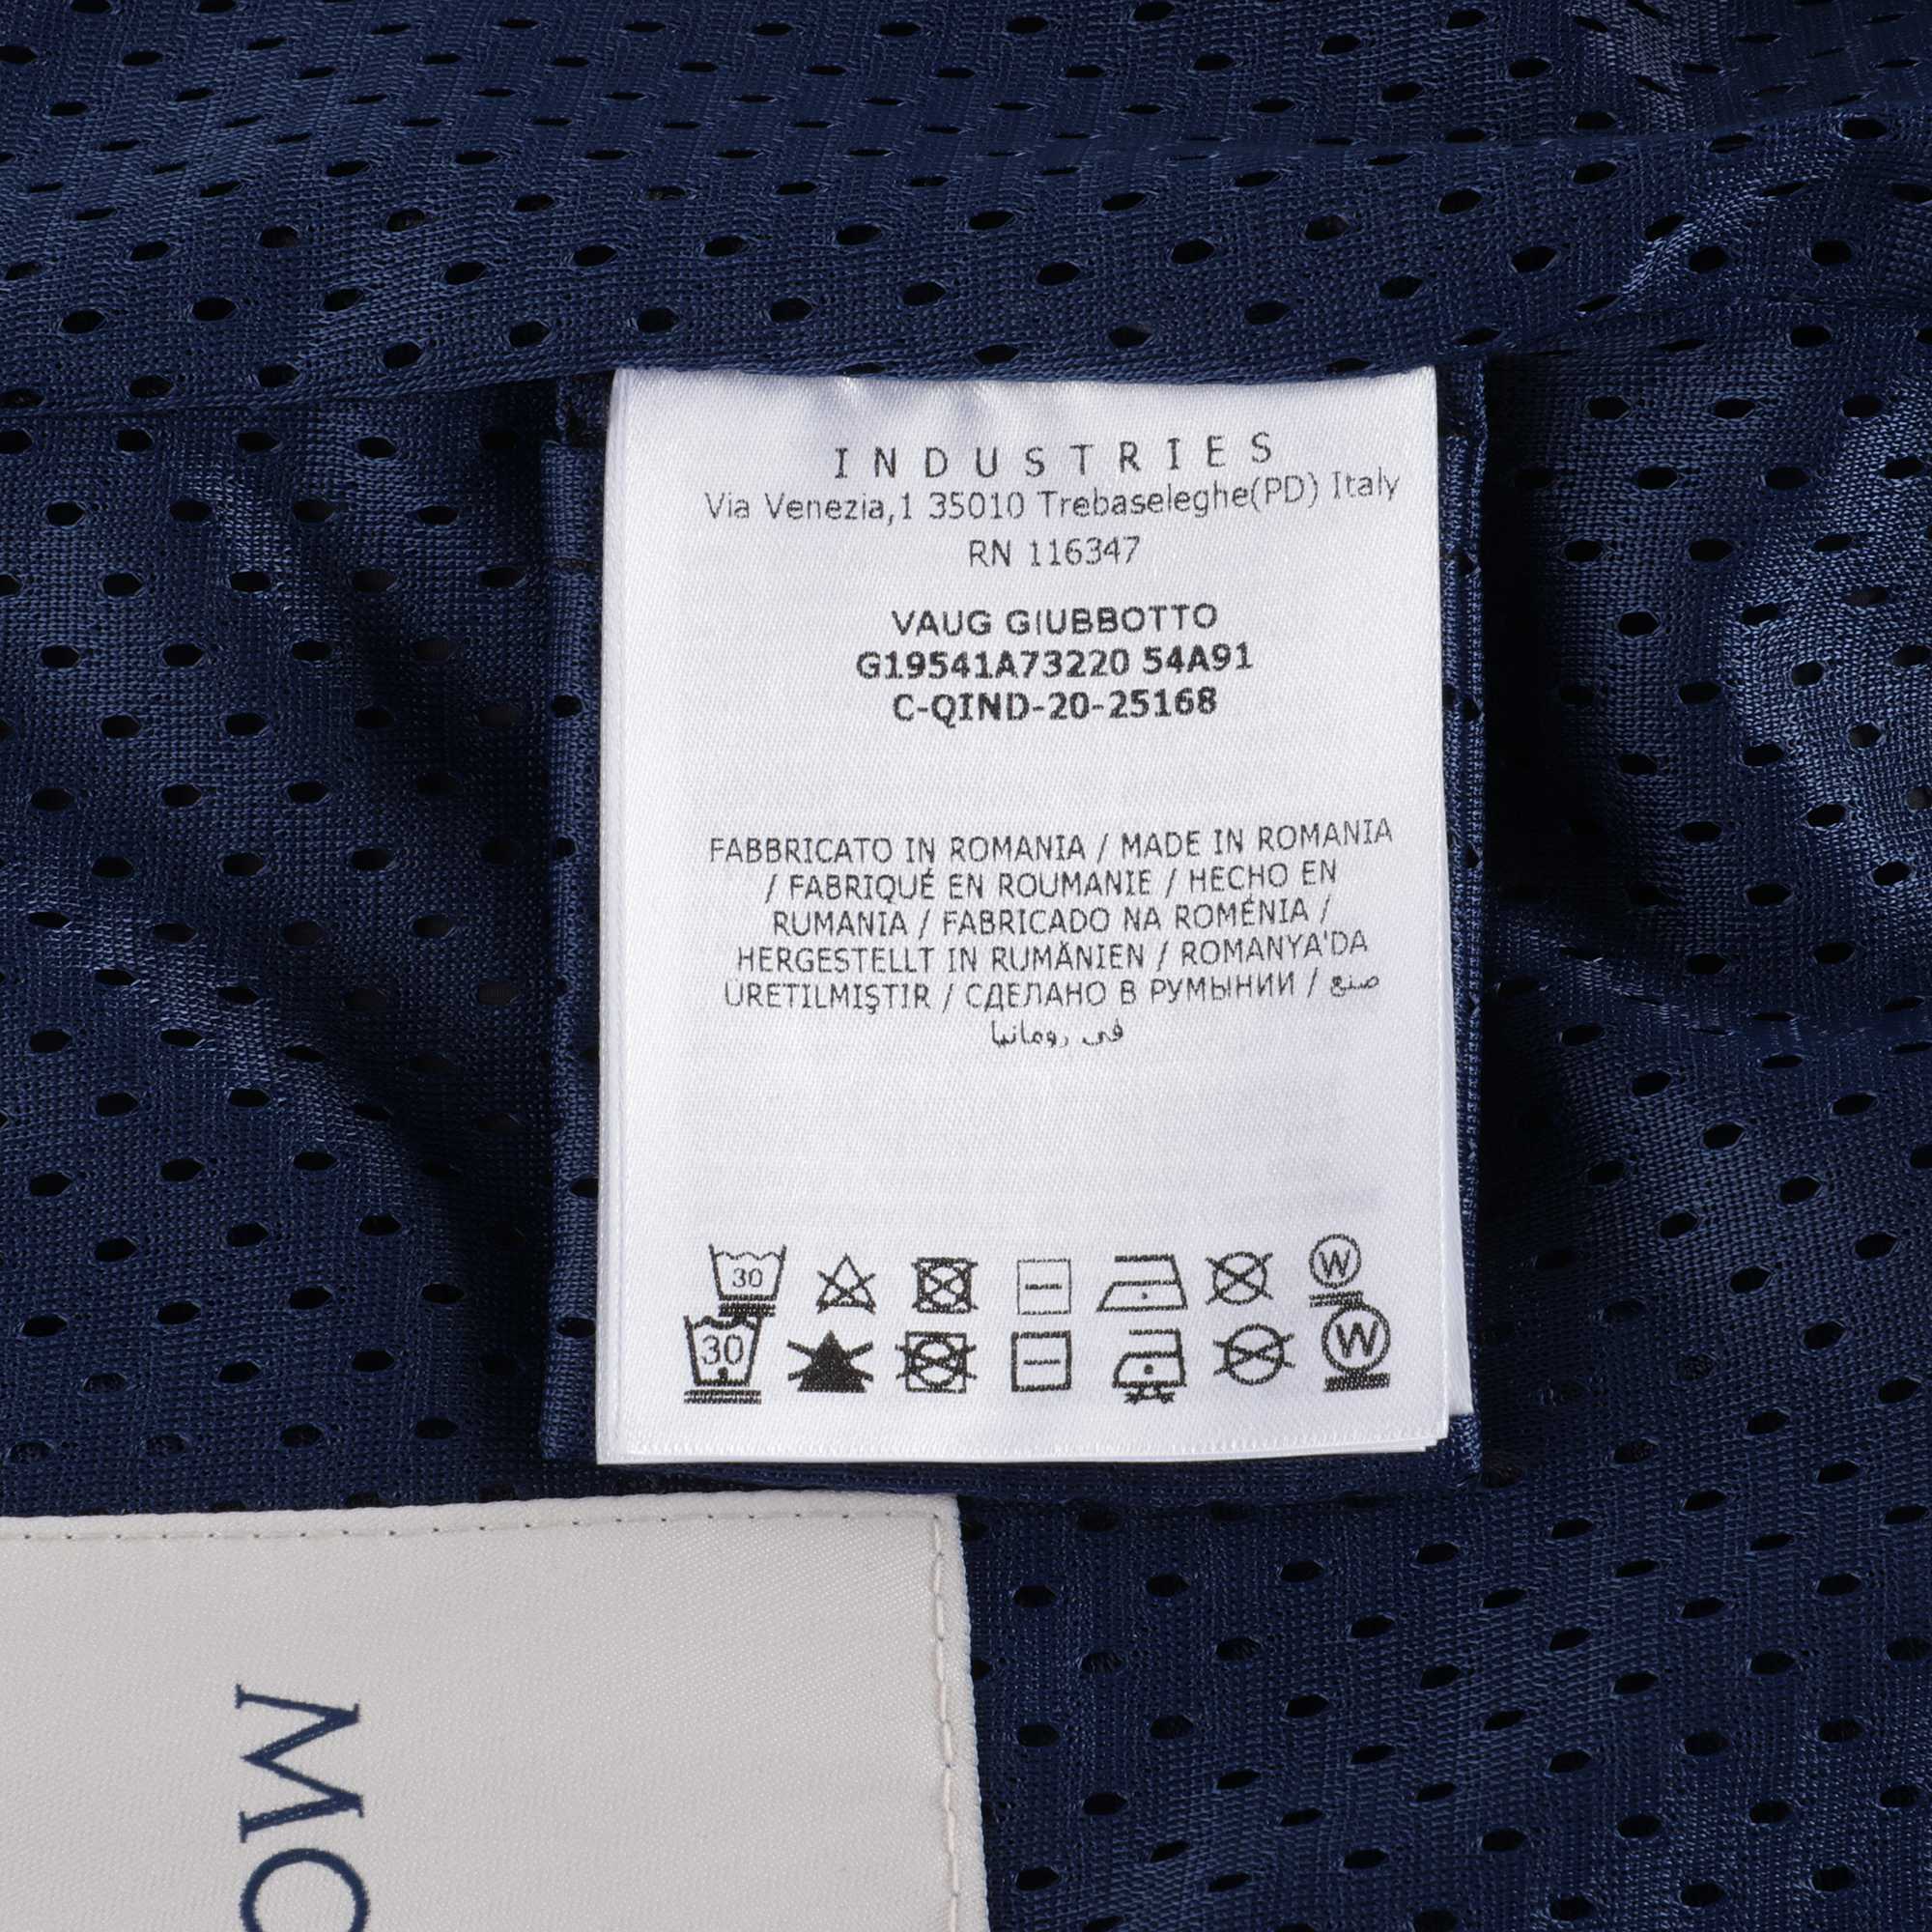 INDUSTRIES
Via Venezia,1 35010 Trebaseleghe(PD) Italy
RN 116347
VAUG GIUBBOTTO
G19541A73220 54A91
C-QIND-20-25168
FABBRICATO IN ROMANIA / MADE IN ROMANIA
/ FABRIQUÉ EN ROUMANIE / HECHO EN
RUMANIA / FABRICADO NA ROMÉNIA /
HERGESTELLT IN RUMÄNIEN / ROMANYA'DA
ÜRETILMIŞTIR / СДЕЛАНО В РУМЫНИИ / صنع
في رومانيا
30 W
30 W
MO